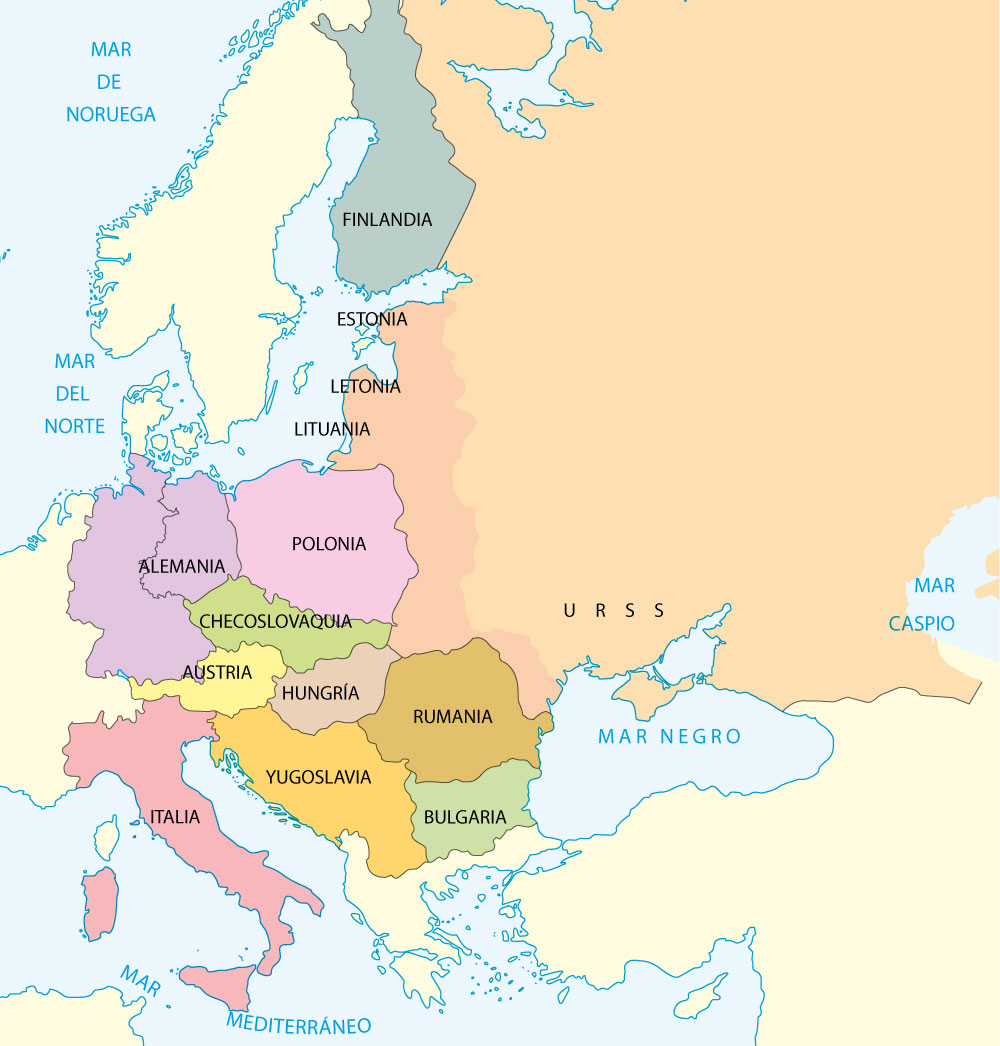 MAR
DE
NORUEGA
FINLANDIA
ESTONIA
MAR
DEL
NORTE
LETONIA
LITUANIA
POLONIA
ALEMANIA
URSS
MAR
CASPIO
CHECOSLOVAQUIA
AUSTRIA
HUNGRÍA
RUMANIA
MAR NEGRO
YUGOSLAVIA
ITALIA
BULGARIA
MAR
MEDITERRÁNEO